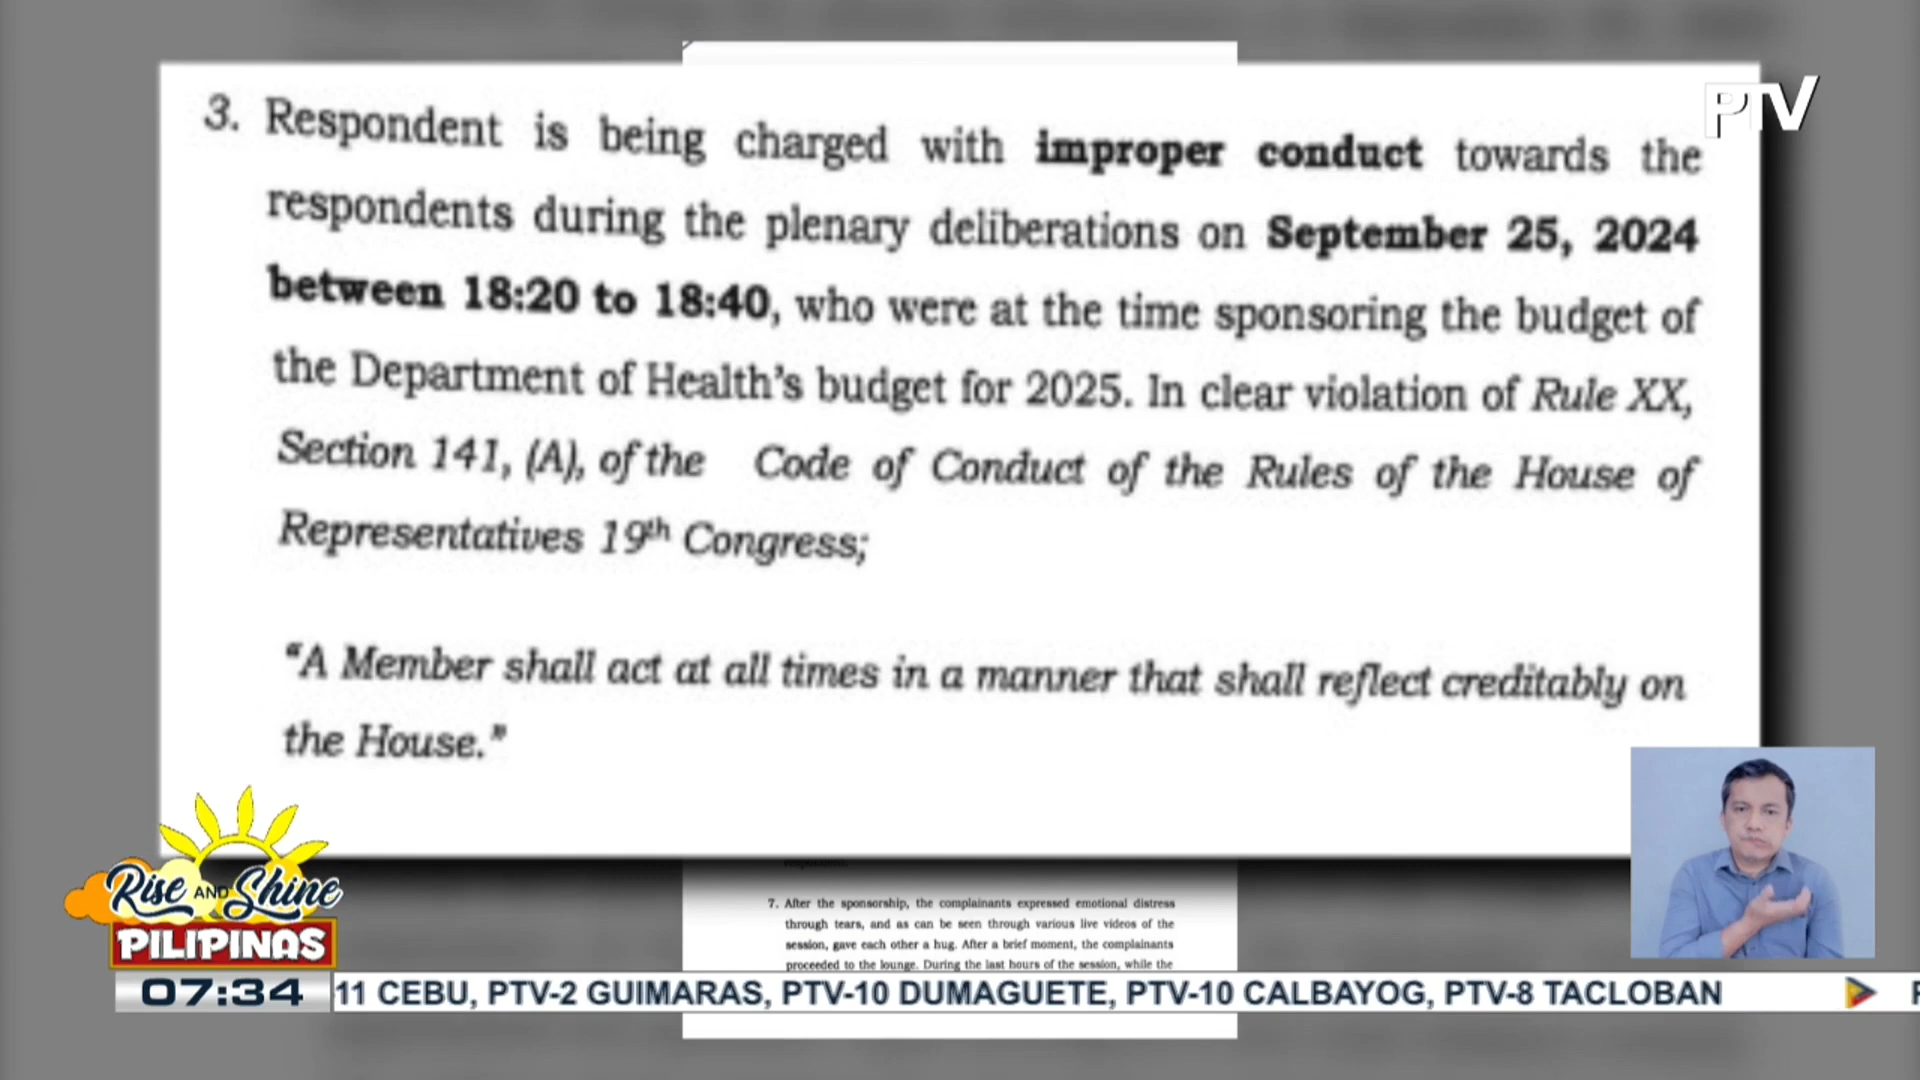 PTV
3. Respondent is being charged with improper conduct towards the
respondents during the plenary deliberations on September 25, 2024
between 18:20 to 18:40, who were at the time sponsoring the budget of
the Department of Health's budget for 2025. In clear violation of Rule XX,
Section 141, (A), of the Code of Conduct of the Rules of the House of
Representatives 19th Congress;
"A Member shall act at all times in a manner that shall reflect creditably on
the House."
7. After the sponsorship, the complainants expressed emotional distress
through tears, and as can be seen through various live videos of the
session, gave each other a hug. After a brief moment, the complainants
proceeded to the lounge. During the last hours of the session, while the
Rise AND Shine
PILIPINAS
07:34
11 CEBU, PTV-2 GUIMARAS, PTV-10 DUMAGUETE, PTV-10 CALBAYOG, PTV-8 TACLOBAN